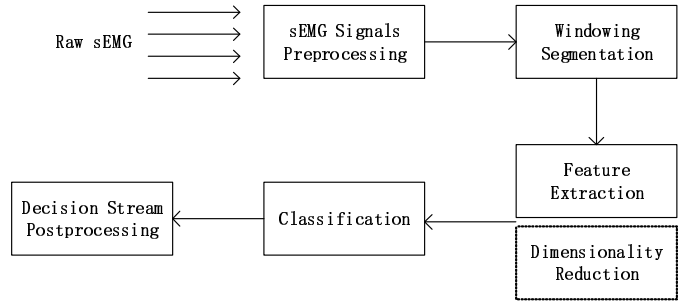 Raw sEMG
sEMG Signals
Preprocessing
Windowing
Segmentation
Feature
Extraction
Dimensionality
Reduction
Classification
Decision Stream
Postprocessing